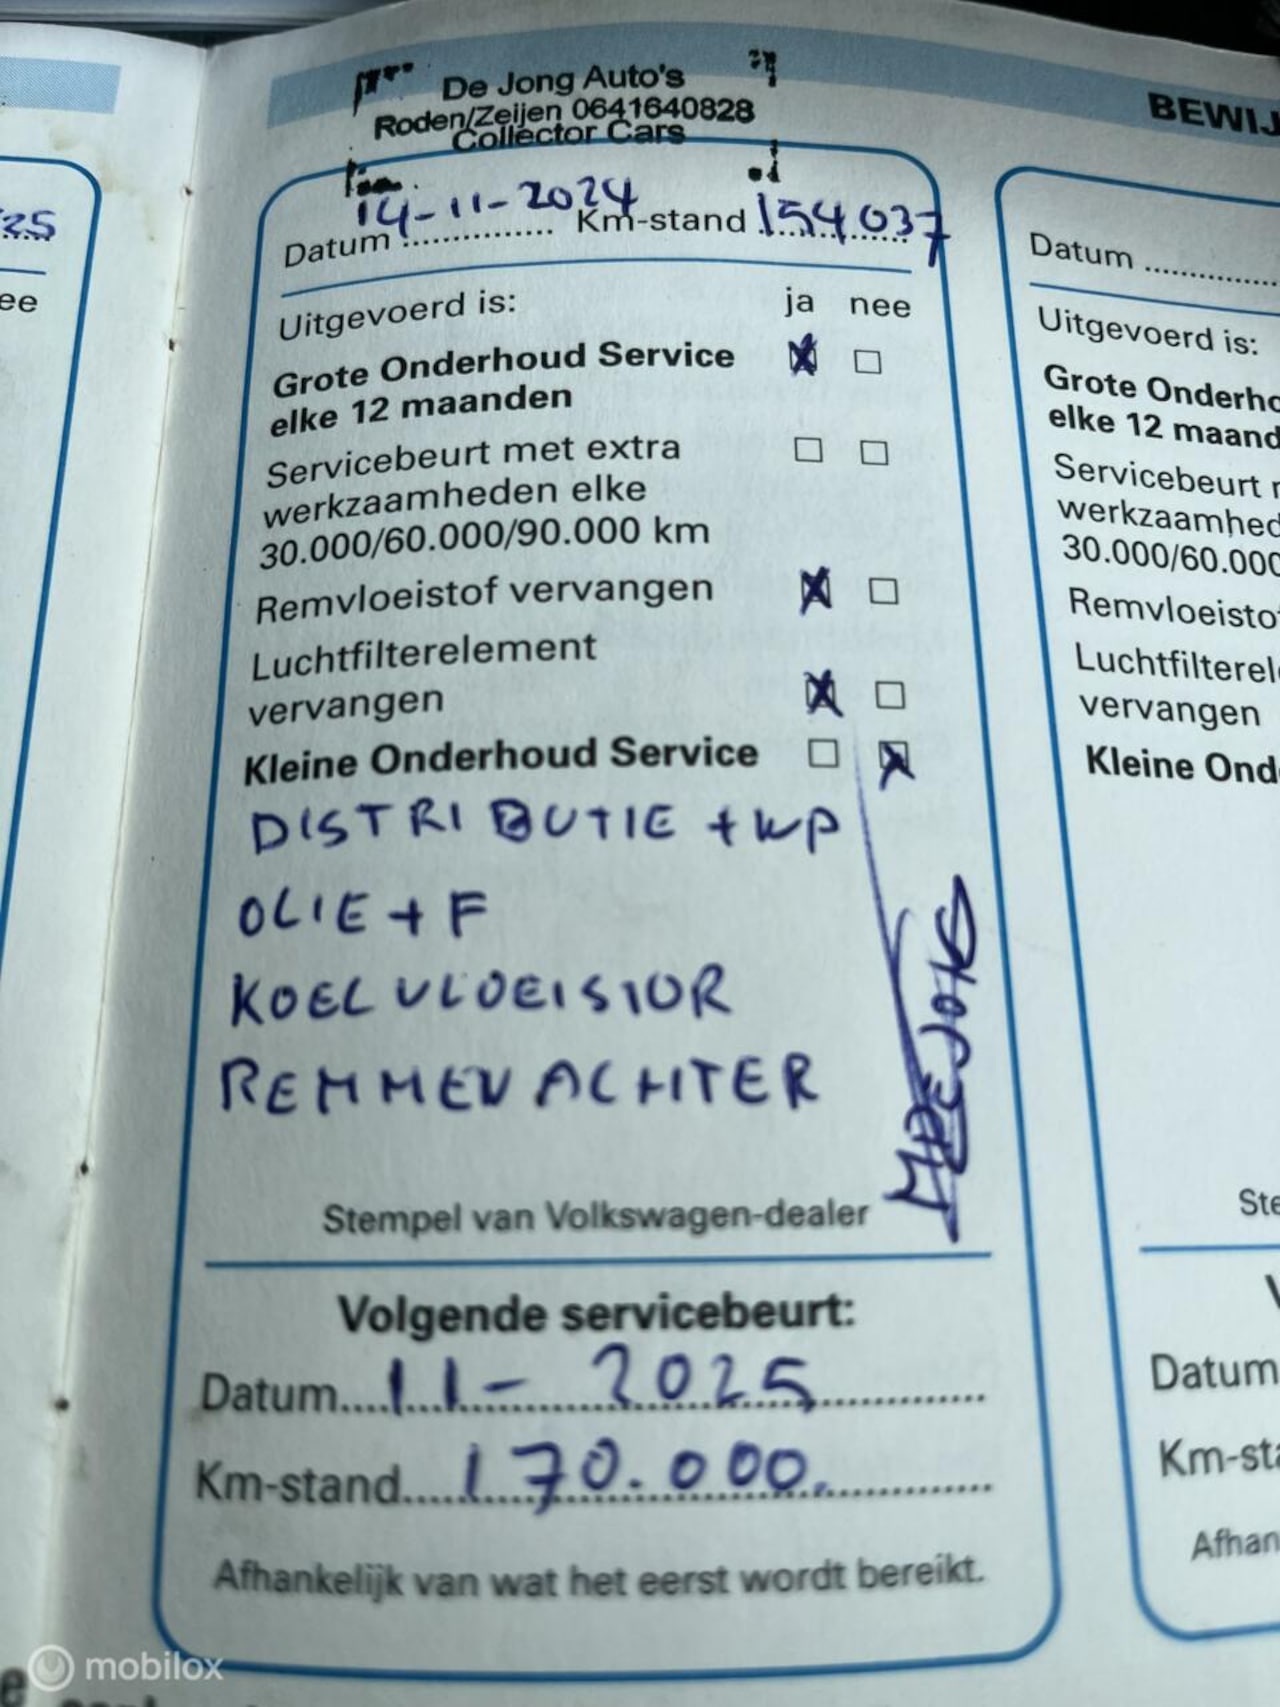 25
ee
De Jong Auto's
Roden/Zeijen 0641640828
Collector Cars
Datum 14-11-2024 Km-stand 154037
Uitgevoerd is: ja nee
Grote Onderhoud Service
elke 12 maanden
Servicebeurt met extra
werkzaamheden elke
30.000/60.000/90.000 km
Remvloeistof vervangen
Luchtfilterelement
vervangen
Kleine Onderhoud Service
DISTRIBUTIE + WP
OLIE + F
KOELVLOEISTOF
REMMEN ACHTER
Stempel van Volkswagen-dealer
Volgende servicebeurt:
Datum....11-2025
Km-stand....170.000.
Afhankelijk van wat het eerst wordt bereikt.
BEWIJ
Datum
Uitgevoerd is:
Grote Onderho
elke 12 maand
Servicebeurt
werkzaamhed
30.000/60.000
Remvloeisto
Luchtfilterel
vervangen
Kleine Ond
Ste
Datum
Km-sta
Afhan
mobilox